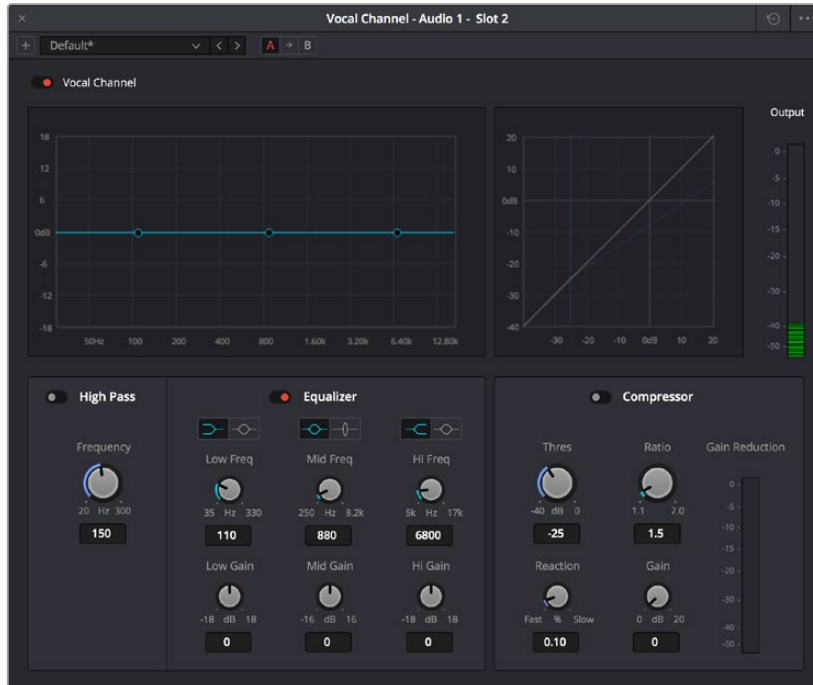 Vocal Channel - Audio 1 - Slot 2
Default*
A B
Vocal Channel
18
12
6
0dB
-6
-12
-18
50Hz 100 200 400 800 1.60k 3.20k 6.40k 12.80k
20
10
0dB
-10
-20
-30
-40
-30 -20 -10 0dB 10 20
Output
0
-5
-10
-15
-20
-30
-40
-50
High Pass
Frequency
20 Hz 300
150
Equalizer
Low Freq Mid Freq Hi Freq
35 Hz 330 250 Hz 8.2k 5k Hz 17k
110 880 6800
Low Gain Mid Gain Hi Gain
-18 dB 18 -16 dB 16 -18 dB 18
0 0 0
Compressor
Thres Ratio Gain Reduction
-40 dB 0 1.1 7.0
-25 1.5
Reaction Gain
Fast % Slow 0 dB 20
0.10 0
0
-5
-10
-15
-20
-30
-40
-50